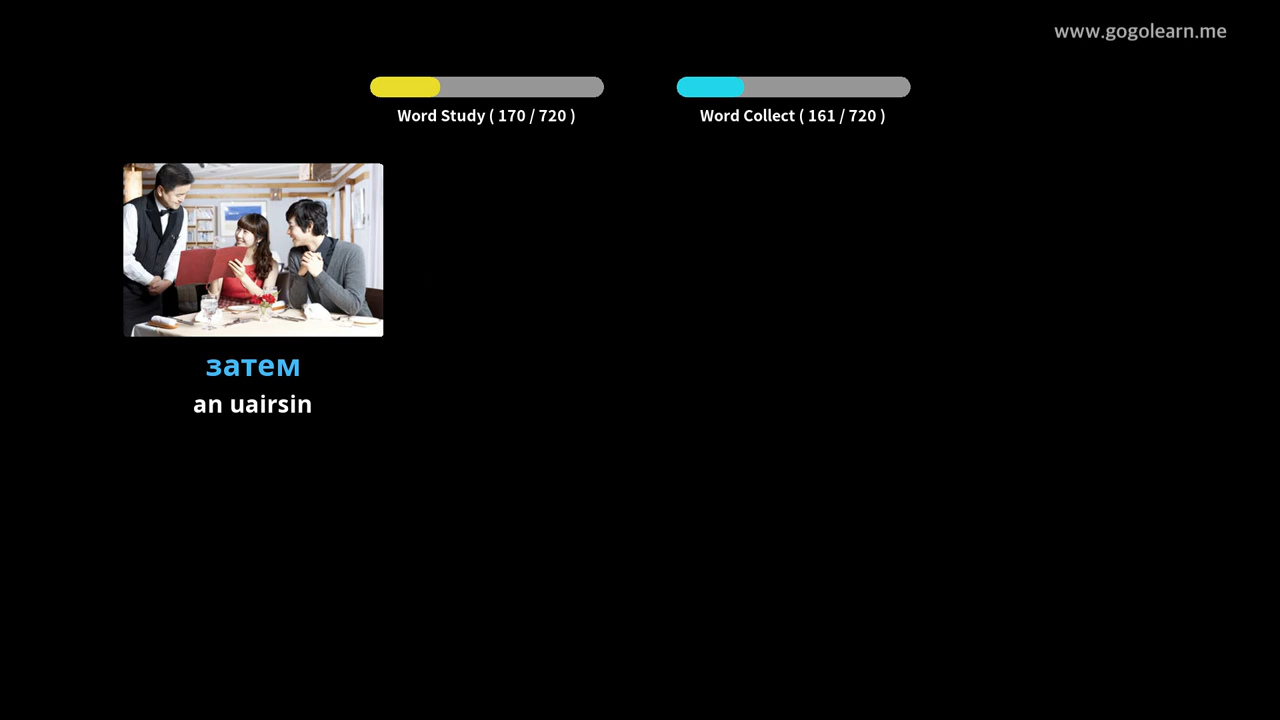 www.gogolearn.me
Word Study ( 170 / 720 )
Word Collect ( 161 / 720 )
затем
an uairsin